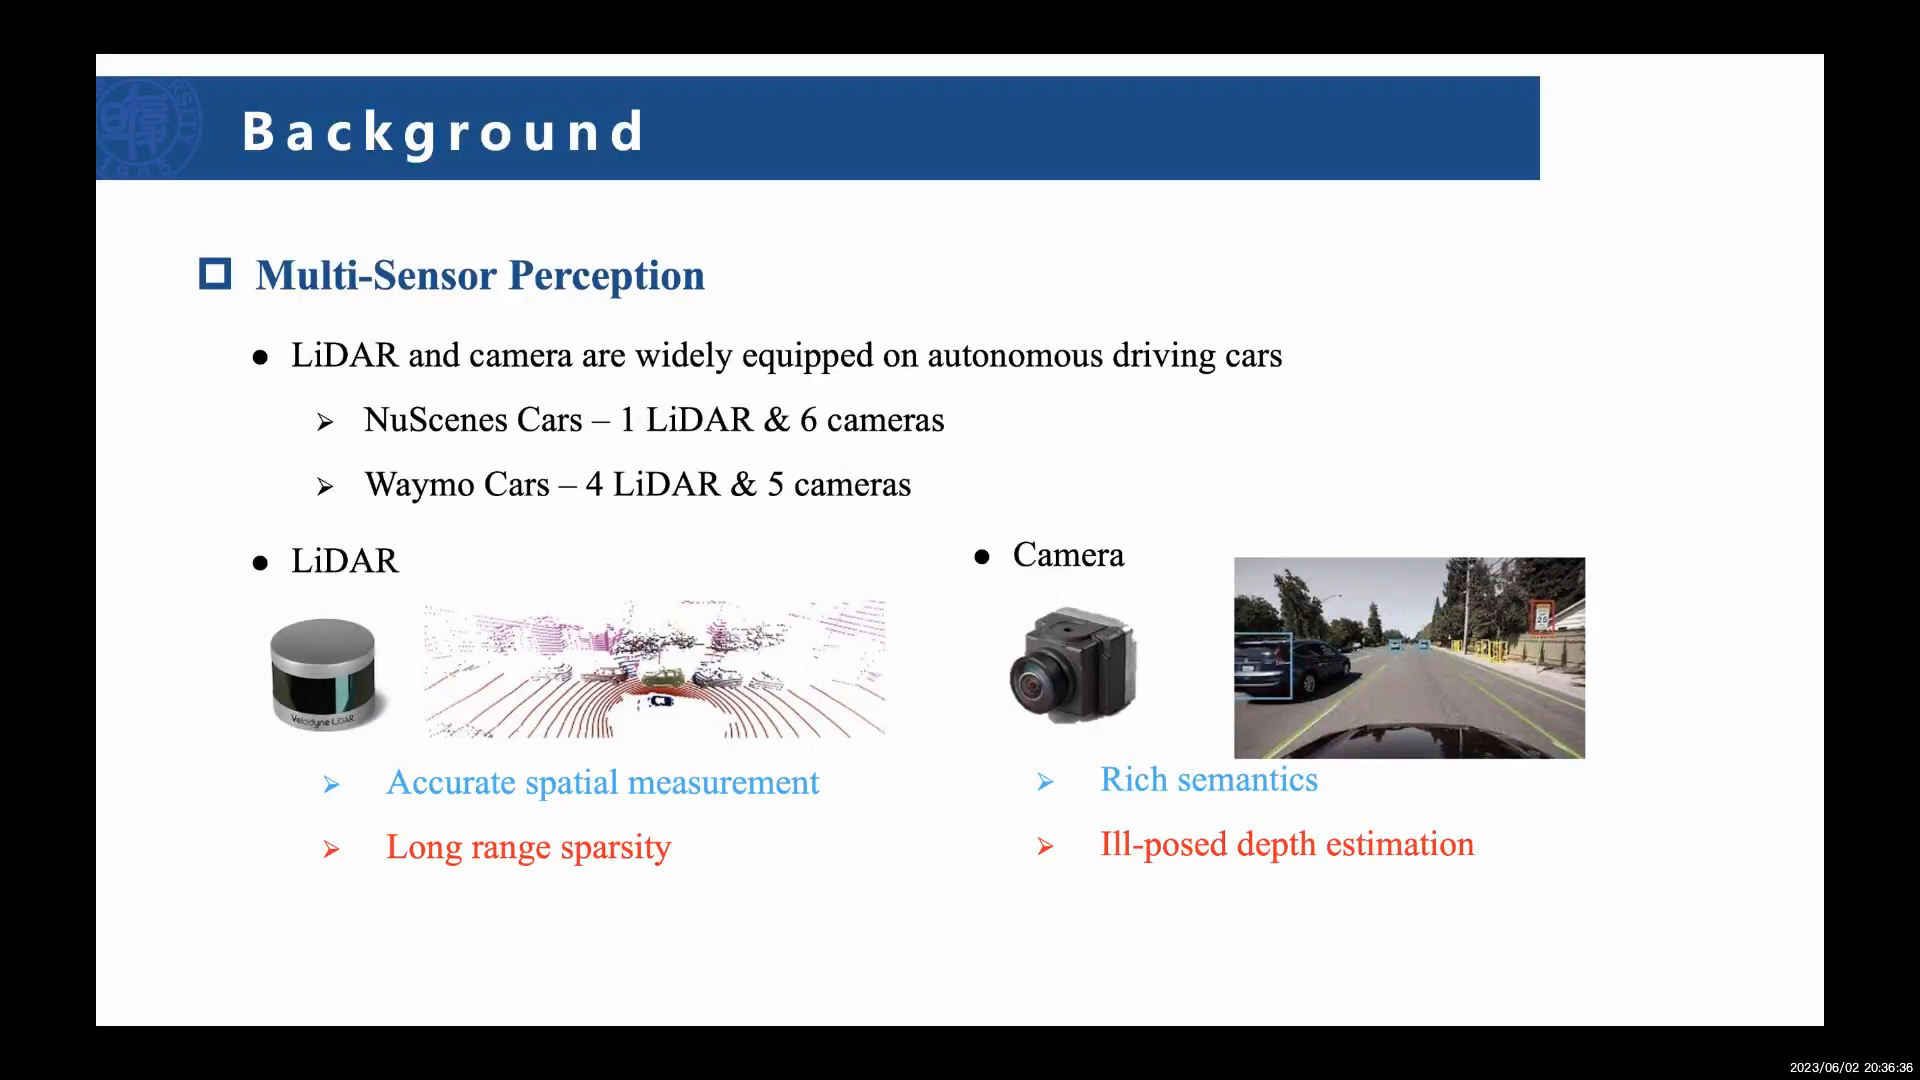 Background
Multi-Sensor Perception
● LiDAR and camera are widely equipped on autonomous driving cars
➢ NuScenes Cars – 1 LiDAR & 6 cameras
➢ Waymo Cars – 4 LiDAR & 5 cameras
● LiDAR
Velodyne LiDAR
➢ Accurate spatial measurement
➢ Long range sparsity
● Camera
➢ Rich semantics
➢ Ill-posed depth estimation
2023/06/02 20:36:36